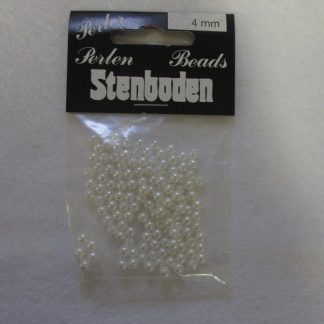 Perler
4 mm
Perlen Beads
Stenboden